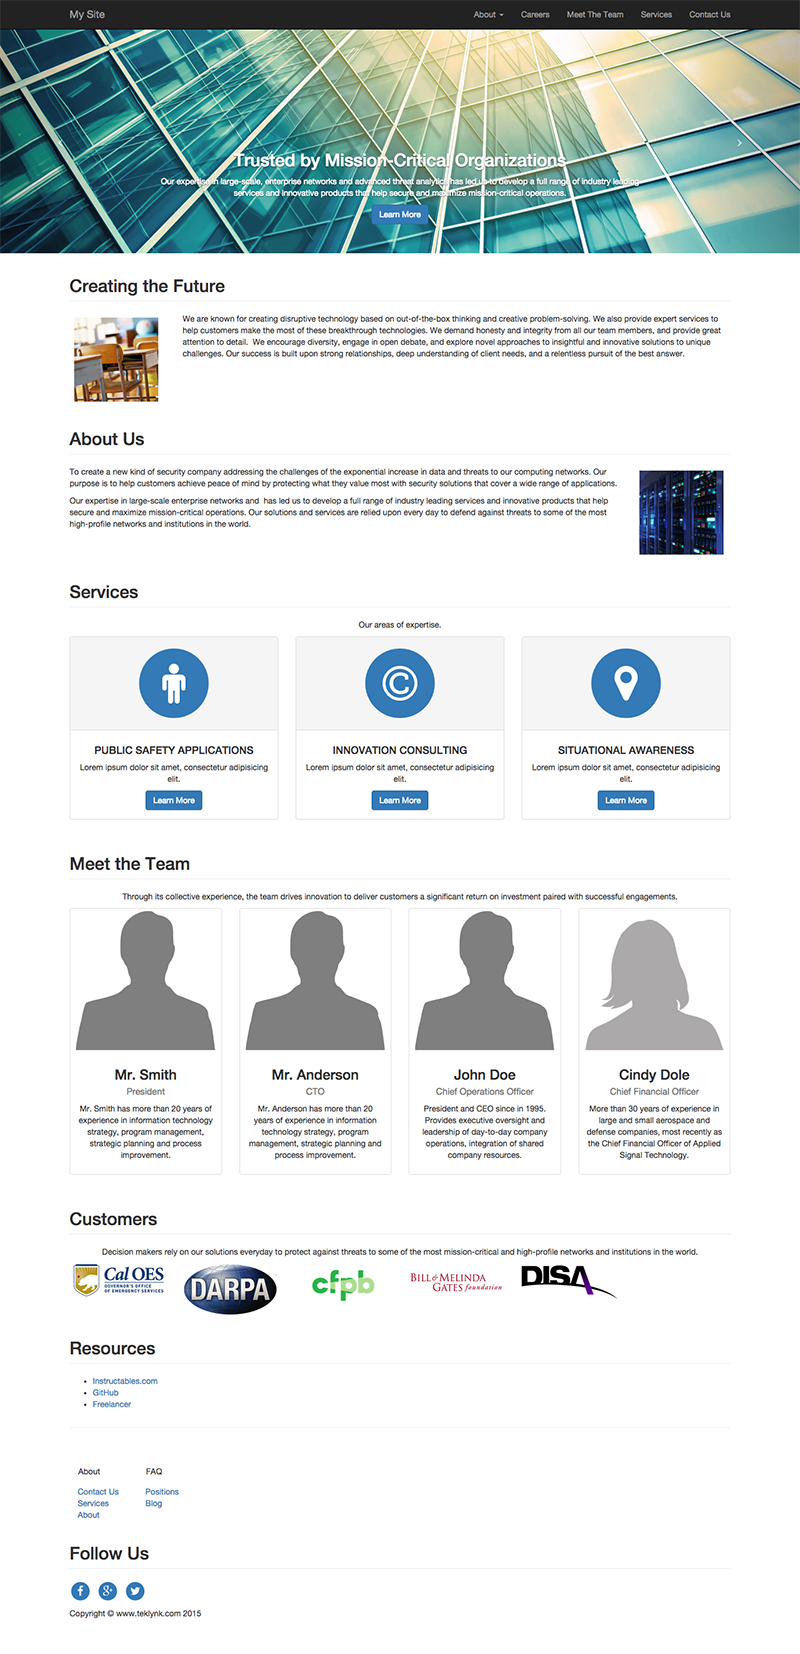 My Site
About
Careers
Meet The Team
Services
Contact Us
Trusted by Mission-Critical Organizations
Our expertise in large-scale, enterprise networks and advanced threat analytics has led us to develop a full range of industry leading
services and innovative products that help secure and maximize mission-critical operations.
Learn More
Creating the Future
We are known for creating disruptive technology based on out-of-the-box thinking and creative problem-solving. We also provide expert services to
help customers make the most of these breakthrough technologies. We demand honesty and integrity from all our team members, and provide great
attention to detail. We encourage diversity, engage in open debate, and explore novel approaches to insightful and innovative solutions to unique
challenges. Our success is built upon strong relationships, deep understanding of client needs, and a relentless pursuit of the best answer.
About Us
To create a new kind of security company addressing the challenges of the exponential increase in data and threats to our computing networks. Our
purpose is to help customers achieve peace of mind by protecting what they value most with security solutions that cover a wide range of applications.
Our expertise in large-scale enterprise networks and has led us to develop a full range of industry leading services and innovative products that help
secure and maximize mission-critical operations. Our solutions and services are relied upon every day to defend against threats to some of the most
high-profile networks and institutions in the world.
Services
Our areas of expertise.
PUBLIC SAFETY APPLICATIONS
Lorem ipsum dolor sit amet, consectetur adipisicing
elit.
Learn More
INNOVATION CONSULTING
Lorem ipsum dolor sit amet, consectetur adipisicing
elit.
Learn More
SITUATIONAL AWARENESS
Lorem ipsum dolor sit amet, consectetur adipisicing
elit.
Learn More
Meet the Team
Through its collective experience, the team drives innovation to deliver customers a significant return on investment paired with successful engagements.
Mr. Smith
President
Mr. Smith has more than 20 years of
experience in information technology
strategy, program management,
strategic planning and process
improvement.
Mr. Anderson
CTO
Mr. Anderson has more than 20
years of experience in information
technology strategy, program
management, strategic planning and
process improvement.
John Doe
Chief Operations Officer
President and CEO since in 1995.
Provides executive oversight and
leadership of day-to-day company
operations, integration of shared
company resources.
Cindy Dole
Chief Financial Officer
More than 30 years of experience in
large and small aerospace and
defense companies, most recently as
the Chief Financial Officer of Applied
Signal Technology.
Customers
Decision makers rely on our solutions everyday to protect against threats to some of the most mission-critical and high-profile networks and institutions in the world.
Cal OES
GOVERNOR'S OFFICE
OF EMERGENCY SERVICES
DARPA
cfpb
BILL & MELINDA
GATES foundation
DISA
Resources
Instructables.com
GitHub
Freelancer
About
Contact Us
Services
About
FAQ
Positions
Blog
Follow Us
Copyright © www.teklynk.com 2015